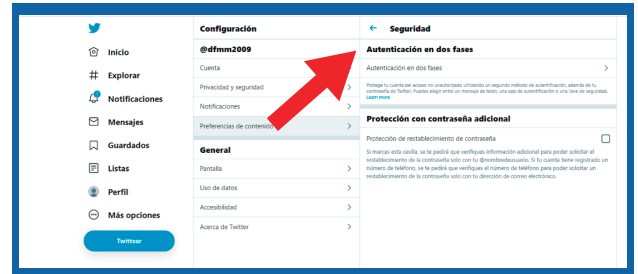 Inicio
Explorar
Notificaciones
Mensajes
Guardados
Listas
Perfil
Más opciones
Twittear
Configuración
@dfmm2009
Cuenta
Privacidad y seguridad
Notificaciones
Preferencias de contenido
General
Pantalla
Uso de datos
Accesibilidad
Acerca de Twitter
Seguridad
Autenticación en dos fases
Autenticación en dos fases
Protege tu cuenta del acceso no unautorizado utilizando un segundo método de autentificación, además de tu
contraseña de Twitter. Puedes elegir entre un mensaje de texto, una app de autentificación o una llave de seguridad.
Learn more
Protección con contraseña adicional
Protección de restablecimiento de contraseña
Si marcas esta casilla, se te pedirá que verifiques información adicional para poder solicitar el
restablecimiento de la contraseña solo con tu @nombredeusuario. Si tu cuenta tiene registrado un
número de teléfono, se te pedirá que verifiques el número de teléfono para poder solicitar un
restablecimiento de la contraseña solo con tu dirección de correo electrónico.